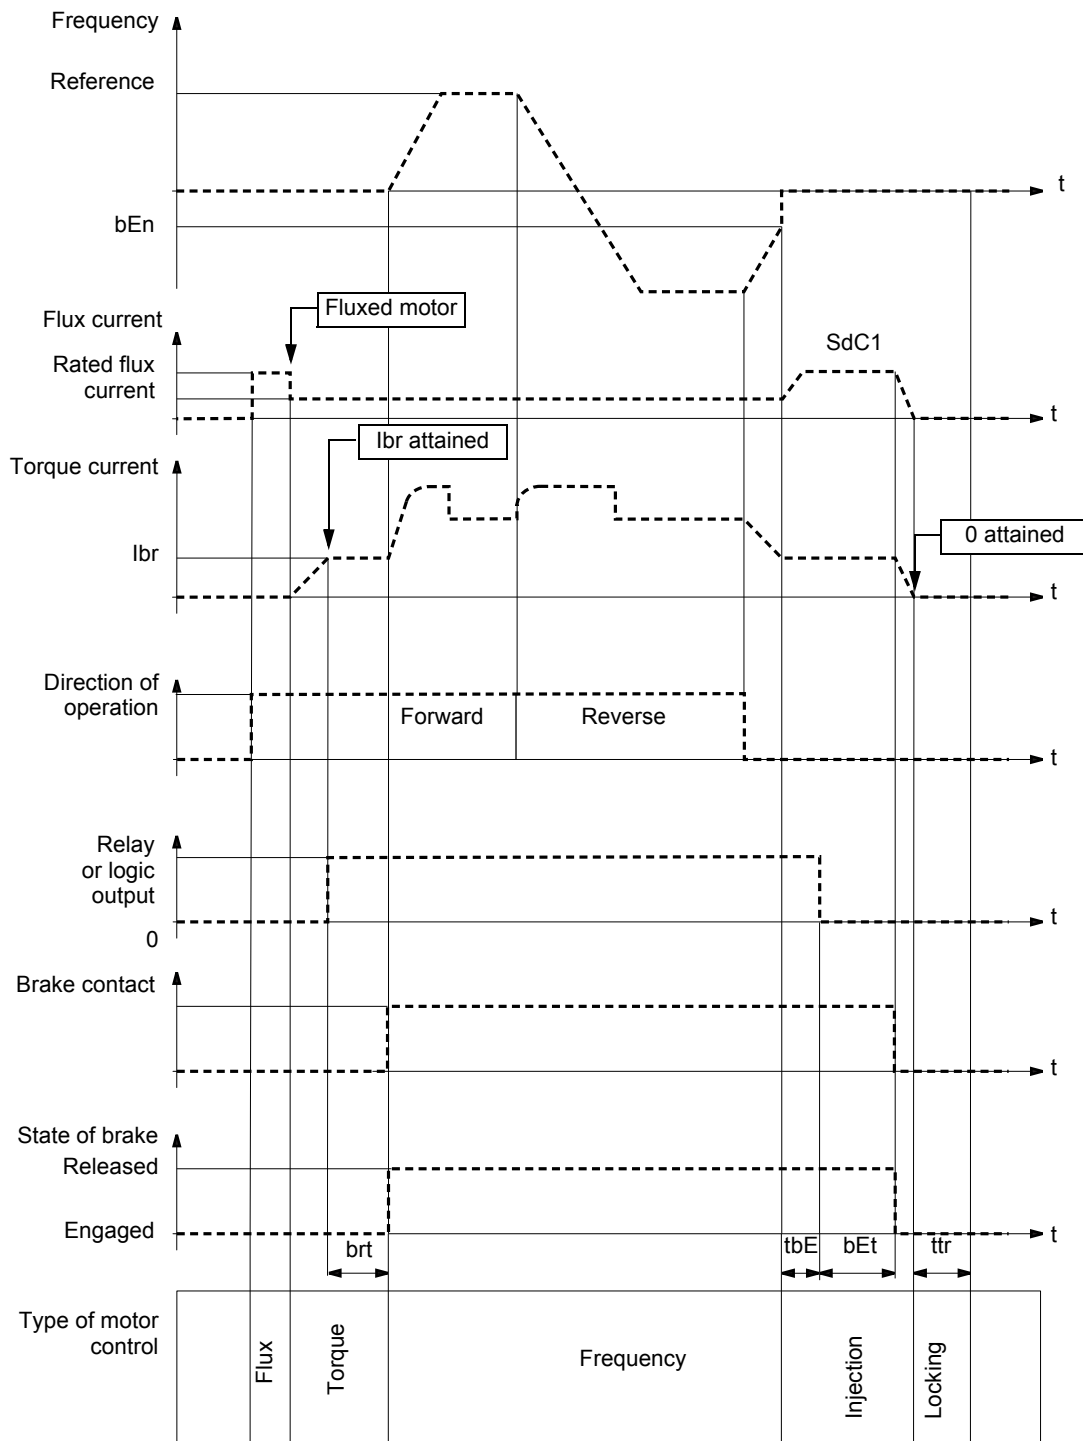 Frequency
Reference
t
bEn
Fluxed motor
Flux current
SdC1
Rated flux
current
t
Ibr attained
Torque current
0 attained
Ibr
t
Direction of
operation
Forward
Reverse
t
Relay
or logic
output
t
0
Brake contact
t
State of brake
Released
Engaged
t
brt
tbE
bEt
ttr
Type of motor
control
Flux
Torque
Frequency
Injection
Locking